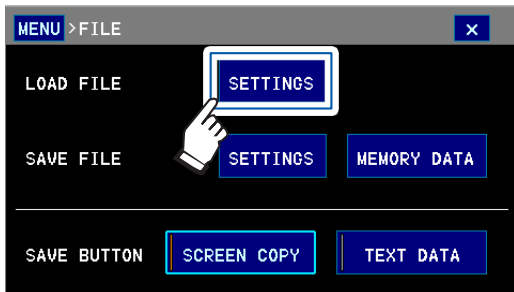 MENU >FILE ×
LOAD FILE SETTINGS
SAVE FILE SETTINGS MEMORY DATA
SAVE BUTTON SCREEN COPY TEXT DATA